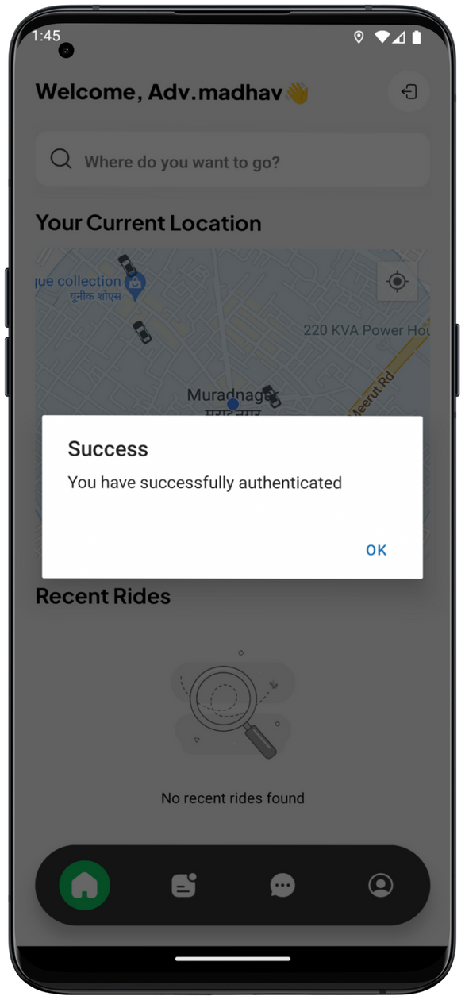 1:45
Welcome, Adv.madhav👋
Where do you want to go?
Your Current Location
que collection
यूनीक शोएस
220 KVA Power Hou
Muradnagar
Meerut Rd
Success
You have successfully authenticated
OK
Recent Rides
No recent rides found